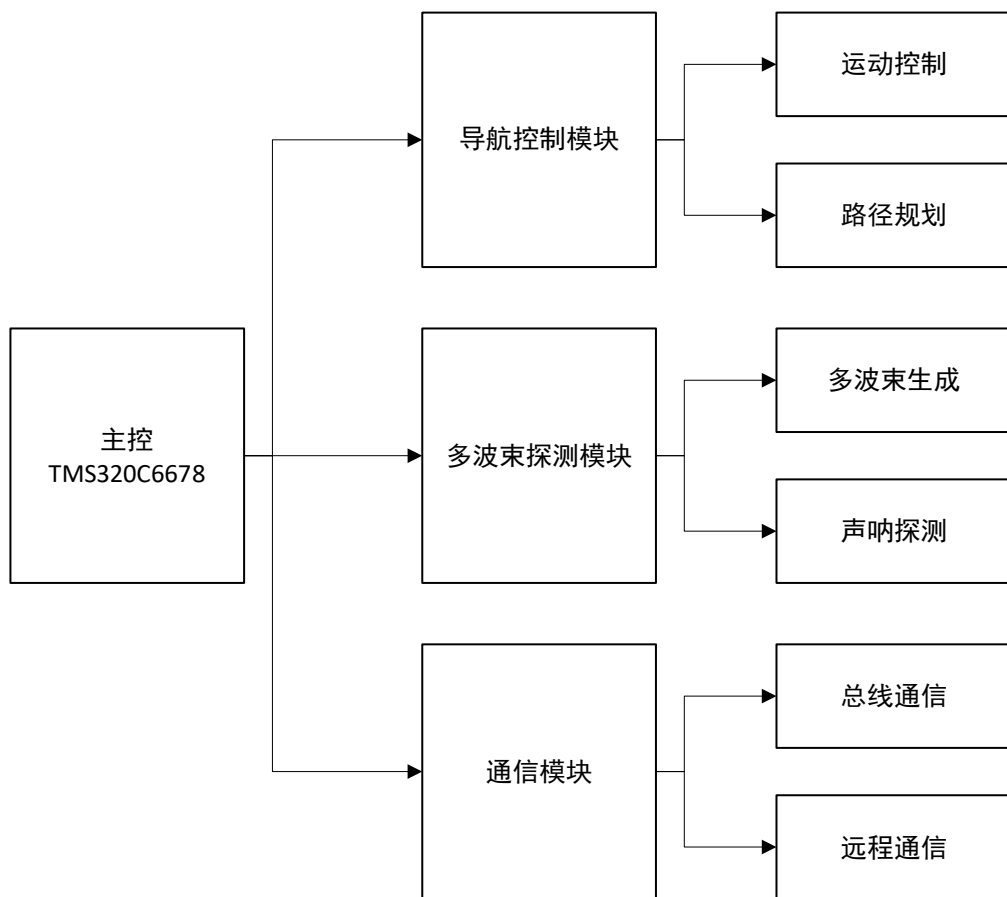 主控
TMS320C6678
导航控制模块
运动控制
路径规划
多波束探测模块
多波束生成
声呐探测
通信模块
总线通信
远程通信